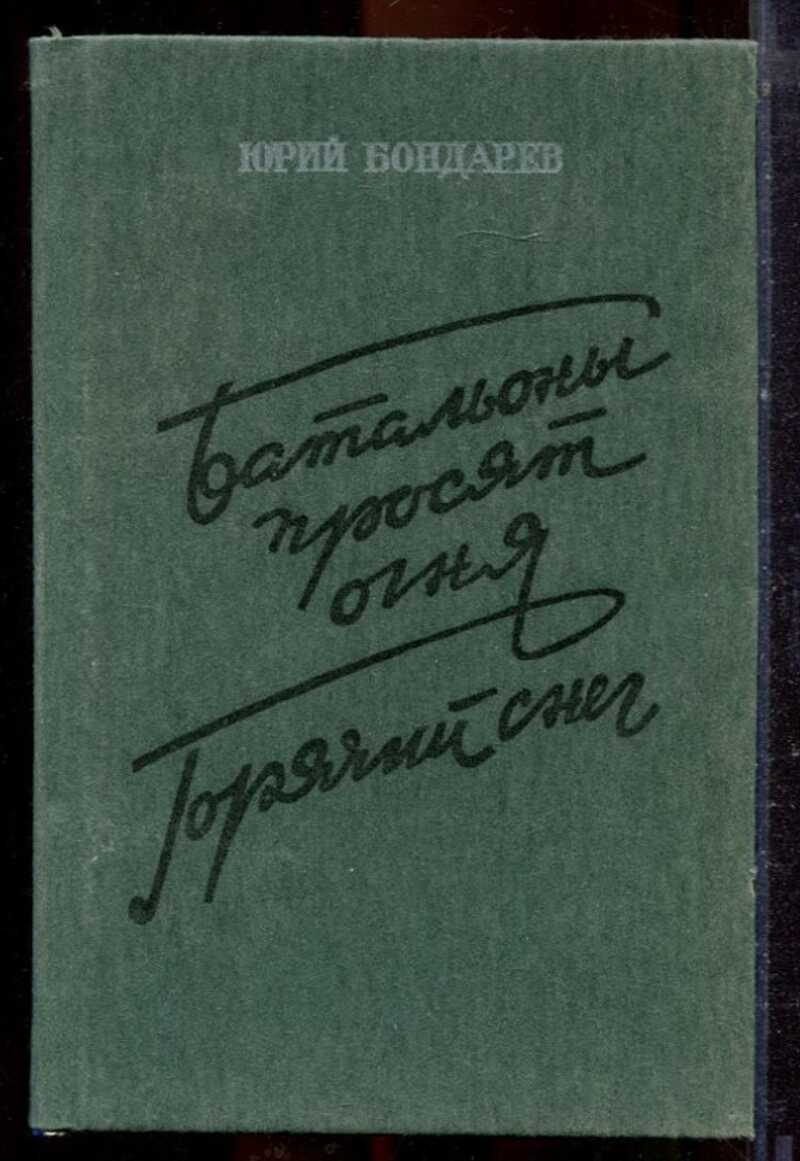 ЮРИЙ БОНДАРЕВ
Батальоны
просят
огня
Горячий снег